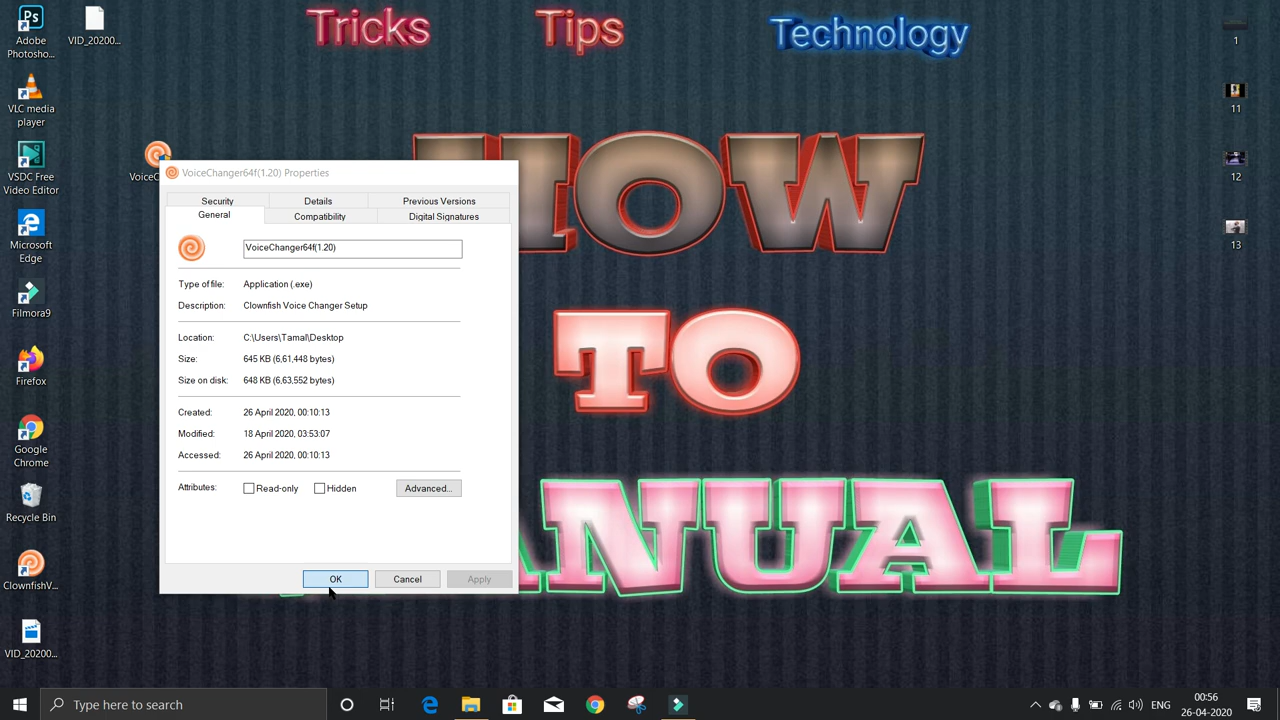 Adobe
Photosho...
VID_20200...
Tricks
Tips
Technology
1
VLC media
player
11
VSDC Free
Video Editor
12
Microsoft
Edge
13
Filmora9
Firefox
Google
Chrome
Recycle Bin
ClownfishV...
VID_20200...
HOW
TO
VoiceChanger64f(1.20) Properties
Security
Details
Previous Versions
General
Compatibility
Digital Signatures
VoiceChanger64f(1.20)
Type of file: Application (.exe)
Description: Clownfish Voice Changer Setup
Location: C:\Users\Tamal\Desktop
Size: 645 KB (6,61,448 bytes)
Size on disk: 648 KB (6,63,552 bytes)
Created: 26 April 2020, 00:10:13
Modified: 18 April 2020, 03:53:07
Accessed: 26 April 2020, 00:10:13
Attributes: Read-only Hidden Advanced...
OK Cancel Apply
ANUAL
Type here to search
ENG
00:56
26-04-2020